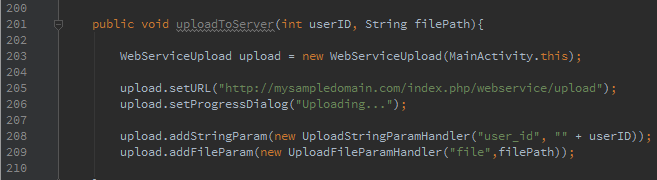 200
201 public void uploadToServer(int userID, String filePath){
202
203 WebServiceUpload upload = new WebServiceUpload(MainActivity.this);
204
205 upload.setURL("http://mysampledomain.com/index.php/webservice/upload");
206 upload.setProgressDialog("Uploading...");
207
208 upload.addStringParam(new UploadStringParamHandler("user_id", "" + userID));
209 upload.addFileParam(new UploadFileParamHandler("file",filePath));
210